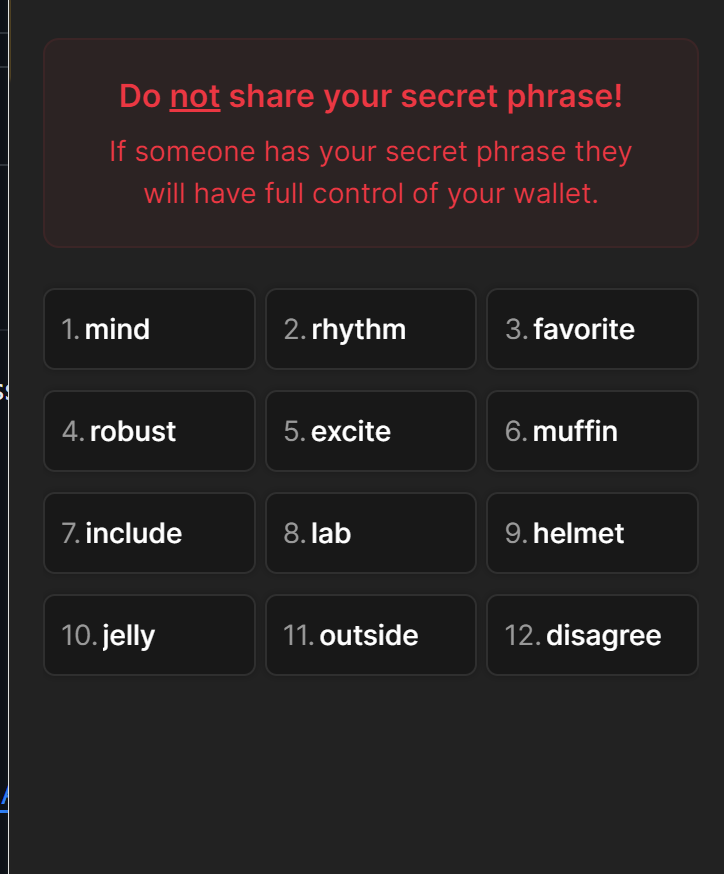 Do not share your secret phrase!
If someone has your secret phrase they
will have full control of your wallet.
1. mind 2. rhythm 3. favorite
4. robust 5. excite 6. muffin
7. include 8. lab 9. helmet
10. jelly 11. outside 12. disagree